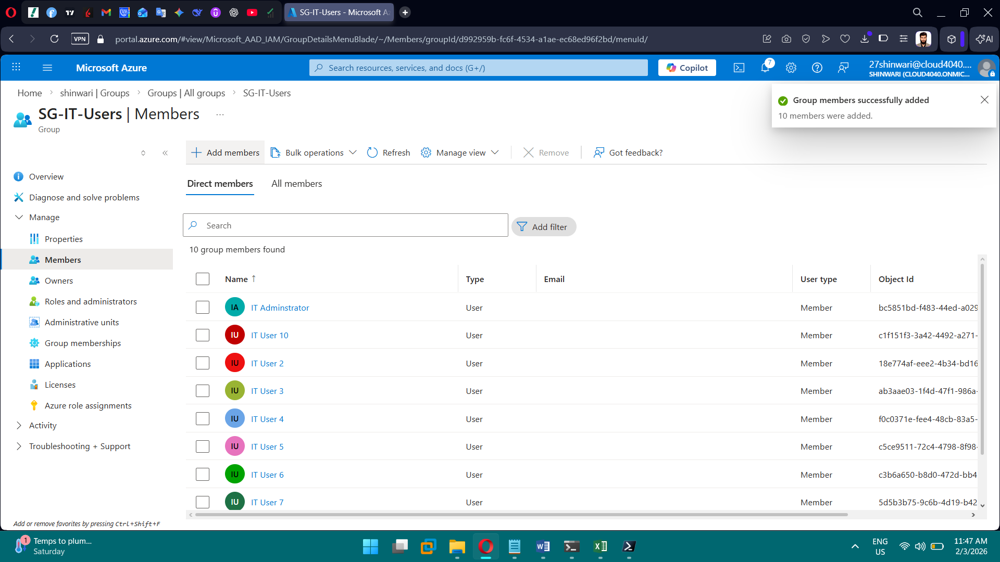 SG-IT-Users - Microsoft Az
VPN
portal.azure.com/#view/Microsoft_AAD_IAM/GroupDetailsMenuBlade/~/Members/groupId/d992959b-fc6f-4534-a1ae-ec68ed96f2bd/menuId/
AI
Microsoft Azure
Search resources, services, and docs (G+/)
Copilot
7
27shinwari@cloud4040....
SHINWARI (CLOUD4040.ONMIC...
Home > shinwari | Groups > Groups | All groups > SG-IT-Users
Group members successfully added
10 members were added.
SG-IT-Users | Members ...
Group
Add members
Bulk operations
Refresh
Manage view
Remove
Got feedback?
Overview
Diagnose and solve problems
Manage
Properties
Members
Owners
Roles and administrators
Administrative units
Group memberships
Applications
Licenses
Azure role assignments
Activity
Troubleshooting + Support
Add or remove favorites by pressing Ctrl+Shift+F
Direct members
All members
Search
Add filter
10 group members found
Name ↑ Type Email User type Object Id
IA IT Adminstrator User Member bc5851bd-f483-44ed-a029
IU IT User 10 User Member c1f151f3-3a42-4492-a271-
IU IT User 2 User Member 18e774af-eee2-4b34-bd16
IU IT User 3 User Member ab3aae03-1f4d-47f1-986a-
IU IT User 4 User Member f0c0371e-fee4-48cb-83a5-
IU IT User 5 User Member c5ce9511-72c4-4798-8f98-
IU IT User 6 User Member c3b6a650-b8d0-472d-bb4
IU IT User 7 User Member 5d5b3b75-9c6b-4d19-b42
1
Temps to plum...
Saturday
ENG
US
11:47 AM
2/3/2026